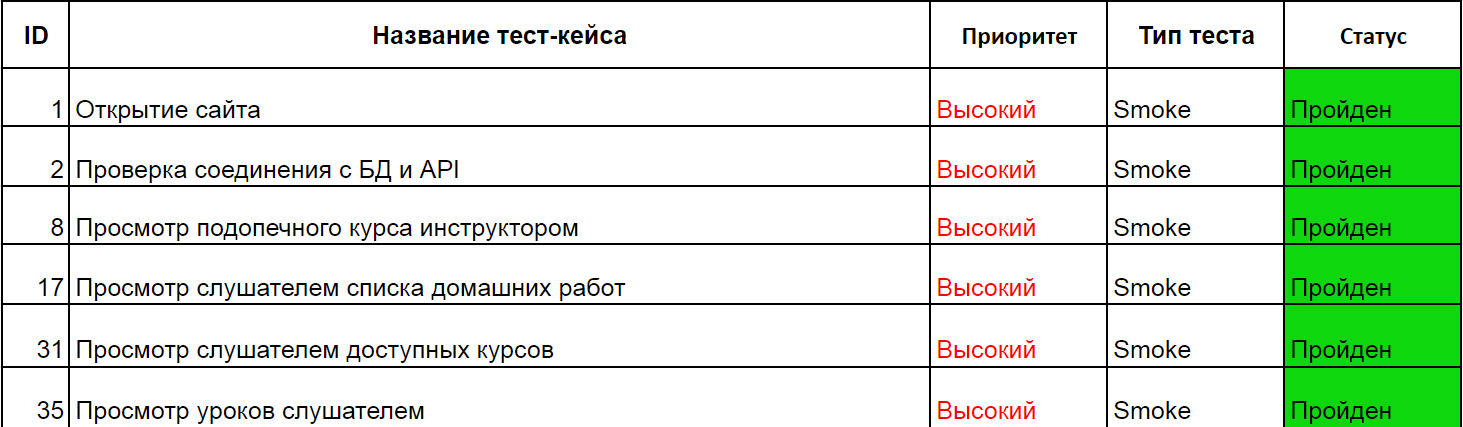 ID Название тест-кейса Приоритет Тип теста Статус
1 Открытие сайта Высокий Smoke Пройден
2 Проверка соединения с БД и API Высокий Smoke Пройден
8 Просмотр подопечного курса инструктором Высокий Smoke Пройден
17 Просмотр слушателем списка домашних работ Высокий Smoke Пройден
31 Просмотр слушателем доступных курсов Высокий Smoke Пройден
35 Просмотр уроков слушателем Высокий Smoke Пройден